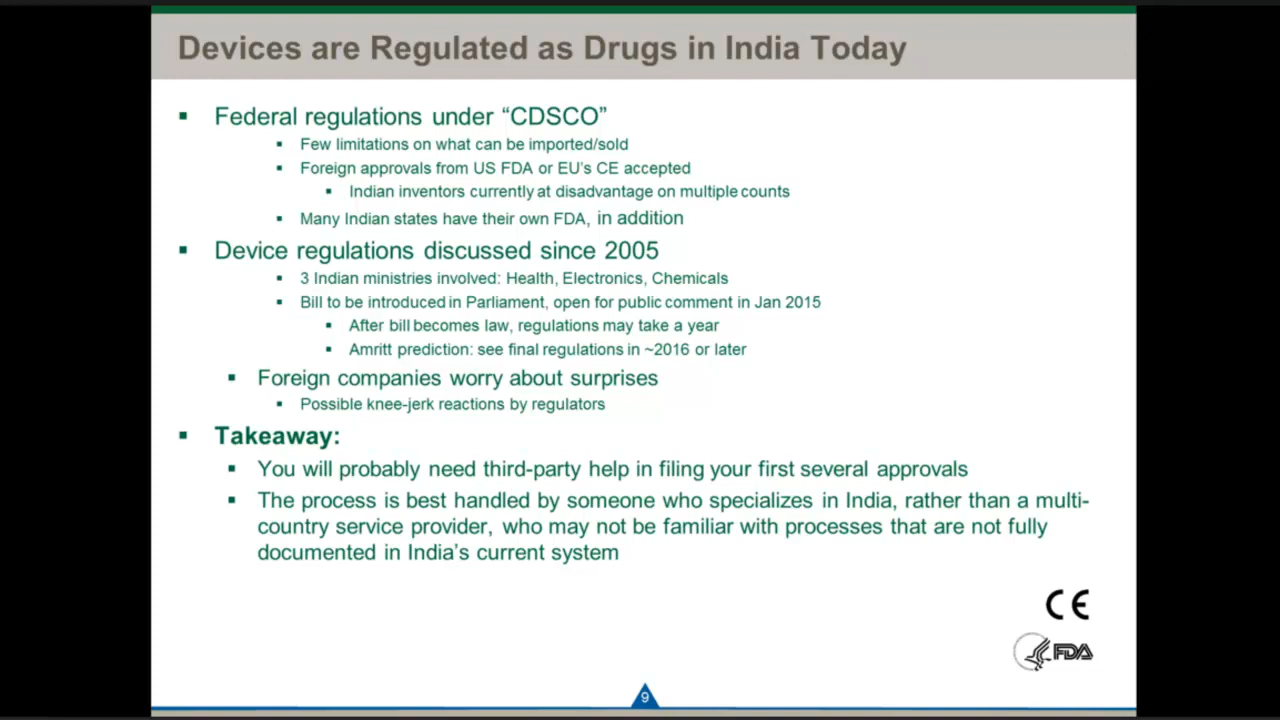 Devices are Regulated as Drugs in India Today
Federal regulations under “CDSCO”
Few limitations on what can be imported/sold
Foreign approvals from US FDA or EU’s CE accepted
Indian inventors currently at disadvantage on multiple counts
Many Indian states have their own FDA, in addition
Device regulations discussed since 2005
3 Indian ministries involved: Health, Electronics, Chemicals
Bill to be introduced in Parliament, open for public comment in Jan 2015
After bill becomes law, regulations may take a year
Amritt prediction: see final regulations in ~2016 or later
Foreign companies worry about surprises
Possible knee-jerk reactions by regulators
Takeaway:
You will probably need third-party help in filing your first several approvals
The process is best handled by someone who specializes in India, rather than a multi-
country service provider, who may not be familiar with processes that are not fully
documented in India’s current system
CE
FDA
9